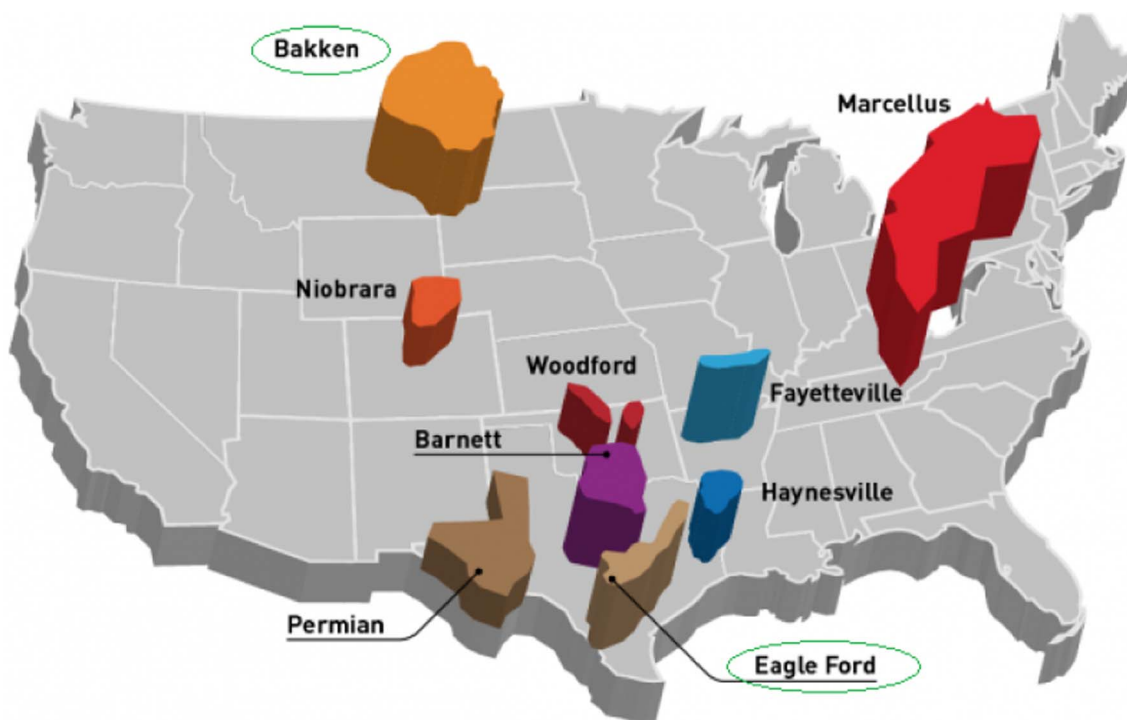 Bakken
Marcellus
Niobrara
Woodford
Fayetteville
Barnett
Haynesville
Permian
Eagle Ford